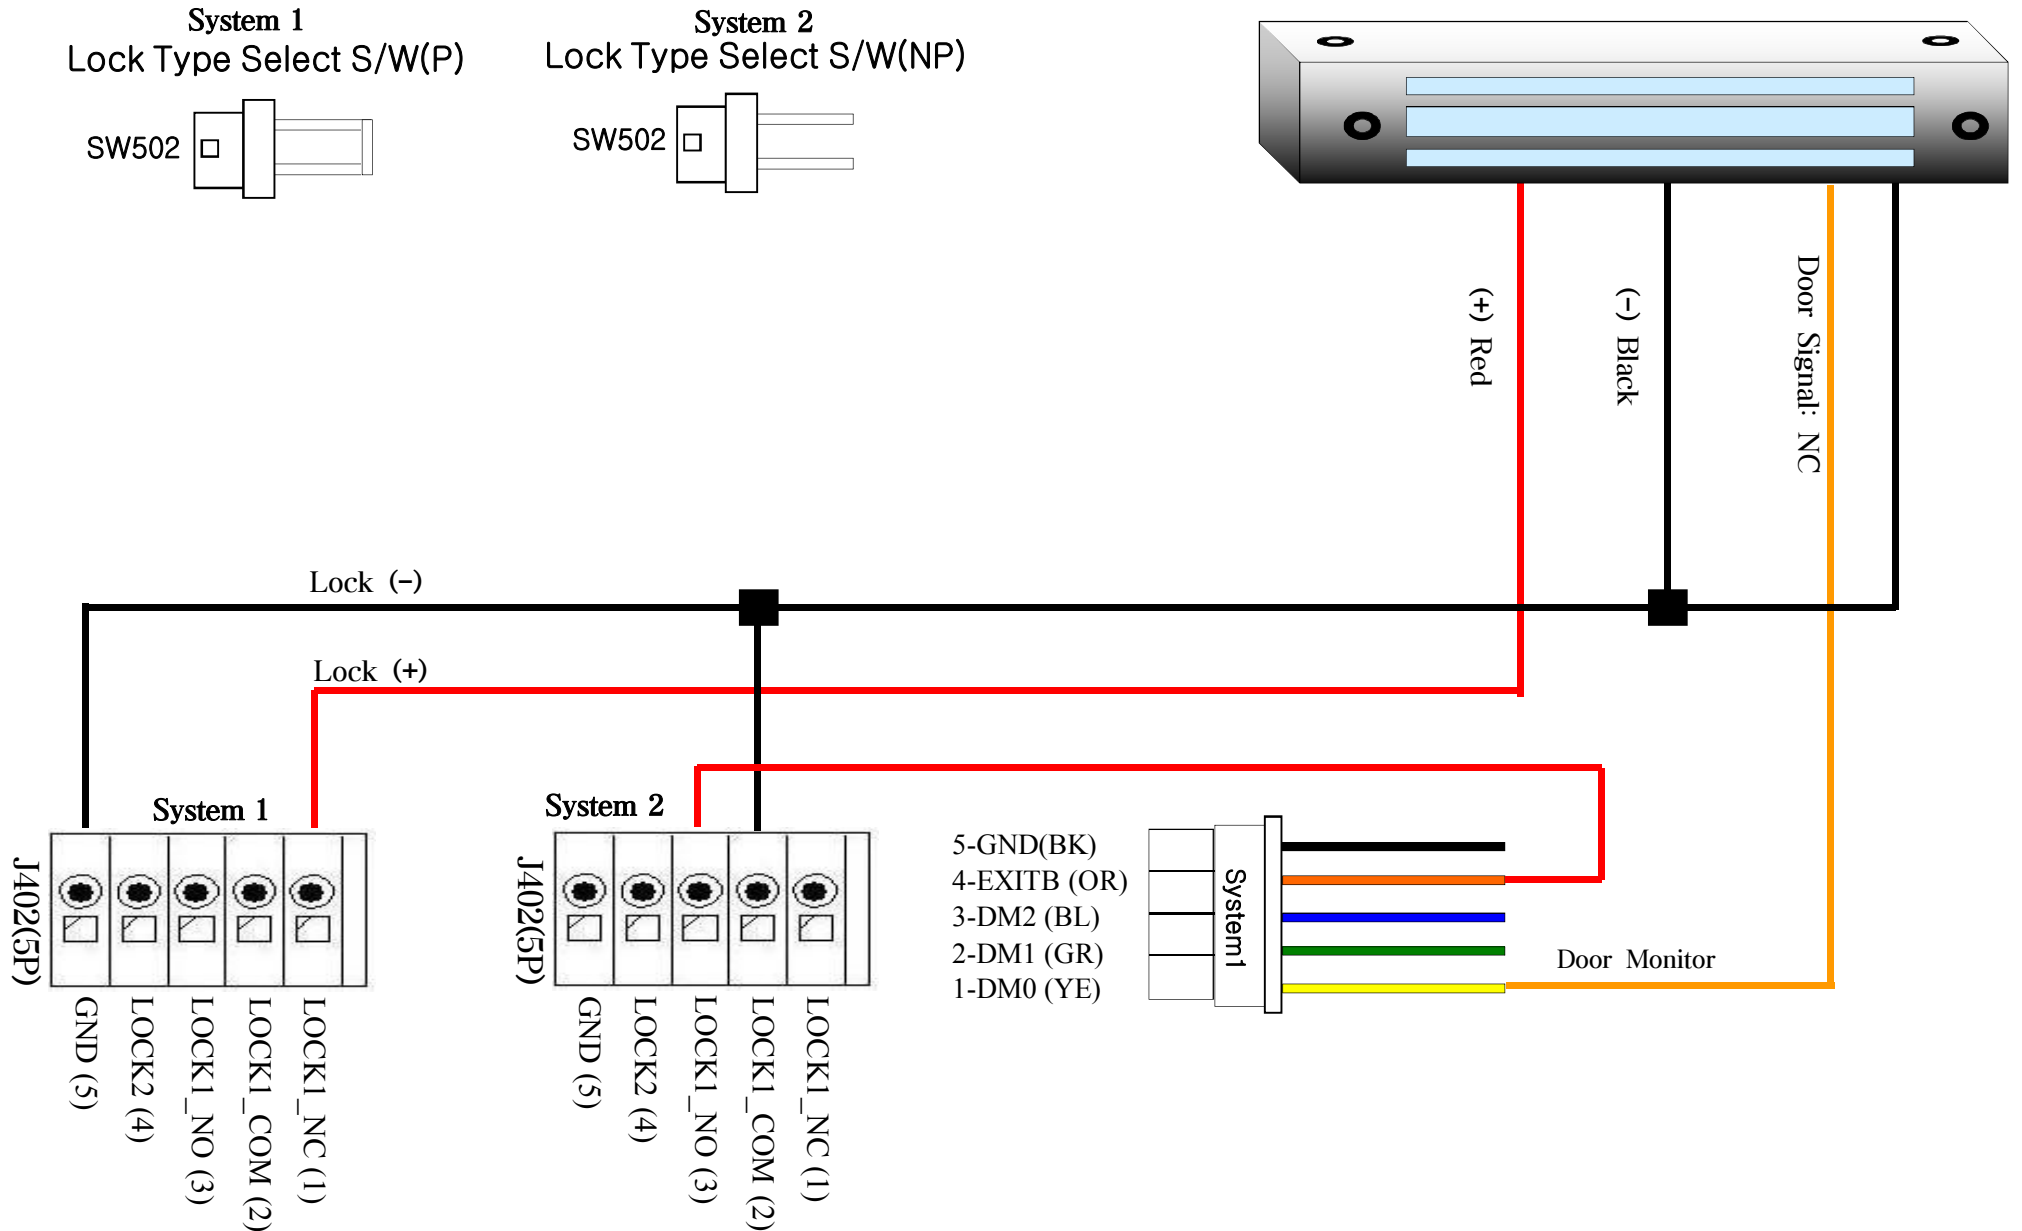 System 1
Lock Type Select S/W(P)
SW502
System 2
Lock Type Select S/W(NP)
SW502
(+) Red
(-) Black
Door Signal: NC
Lock (-)
Lock (+)
System 1
J402(5P)
GND (5)
LOCK2 (4)
LOCK1_NO (3)
LOCK1_COM (2)
LOCK1_NC (1)
System 2
J402(5P)
GND (5)
LOCK2 (4)
LOCK1_NO (3)
LOCK1_COM (2)
LOCK1_NC (1)
5-GND(BK)
4-EXITB (OR)
3-DM2 (BL)
2-DM1 (GR)
1-DM0 (YE)
System1
Door Monitor